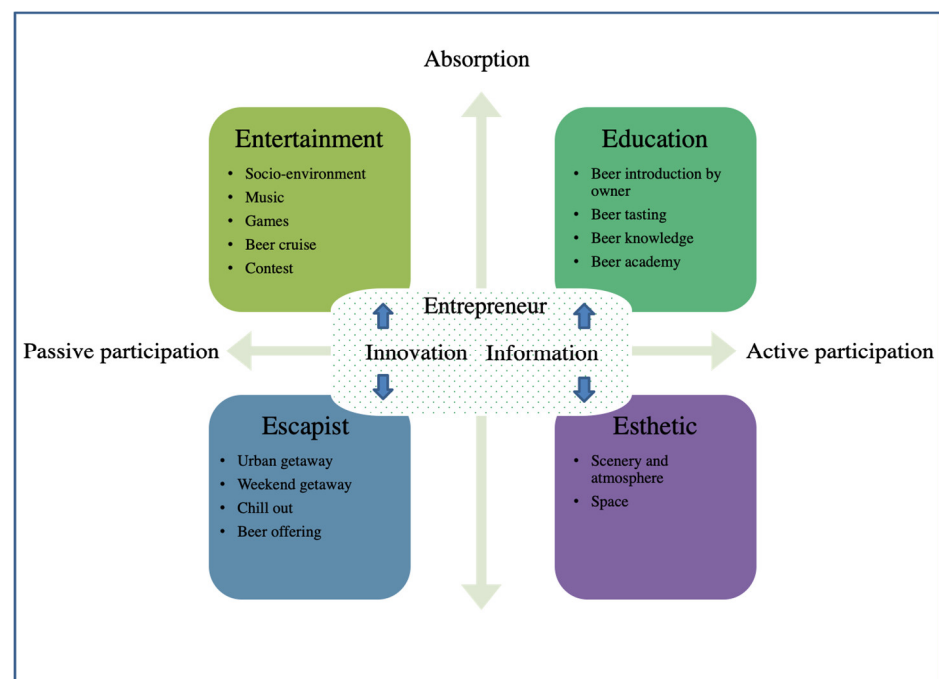 Absorption
Entertainment
• Socio-environment
• Music
• Games
• Beer cruise
• Contest
Education
• Beer introduction by
owner
• Beer tasting
• Beer knowledge
• Beer academy
Entrepreneur
Passive participation
Innovation
Information
Active participation
Escapist
• Urban getaway
• Weekend getaway
• Chill out
• Beer offering
Esthetic
• Scenery and
atmosphere
• Space